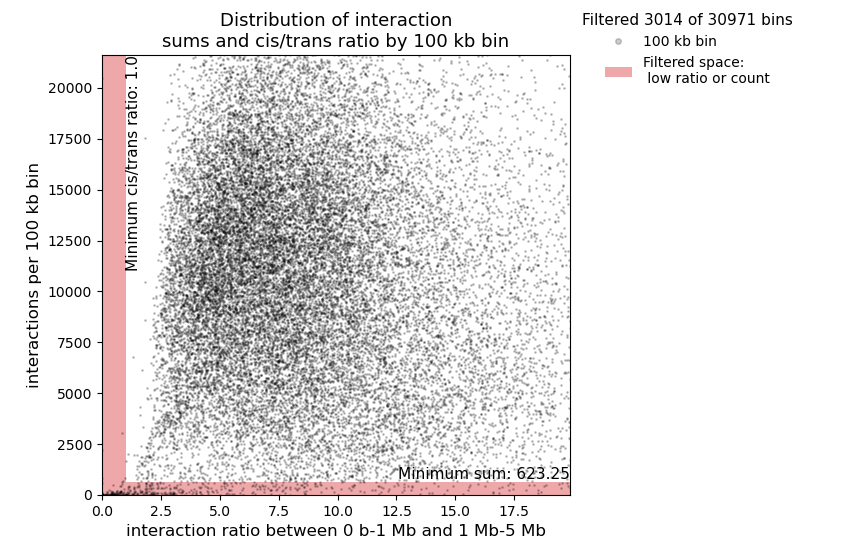 Distribution of interaction
sums and cis/trans ratio by 100 kb bin
Filtered 3014 of 30971 bins
100 kb bin
Filtered space:
low ratio or count
Minimum cis/trans ratio: 1.0
Minimum sum: 623.25
interactions per 100 kb bin
20000
17500
15000
12500
10000
7500
5000
2500
0
0.0 2.5 5.0 7.5 10.0 12.5 15.0 17.5
interaction ratio between 0 b-1 Mb and 1 Mb-5 Mb